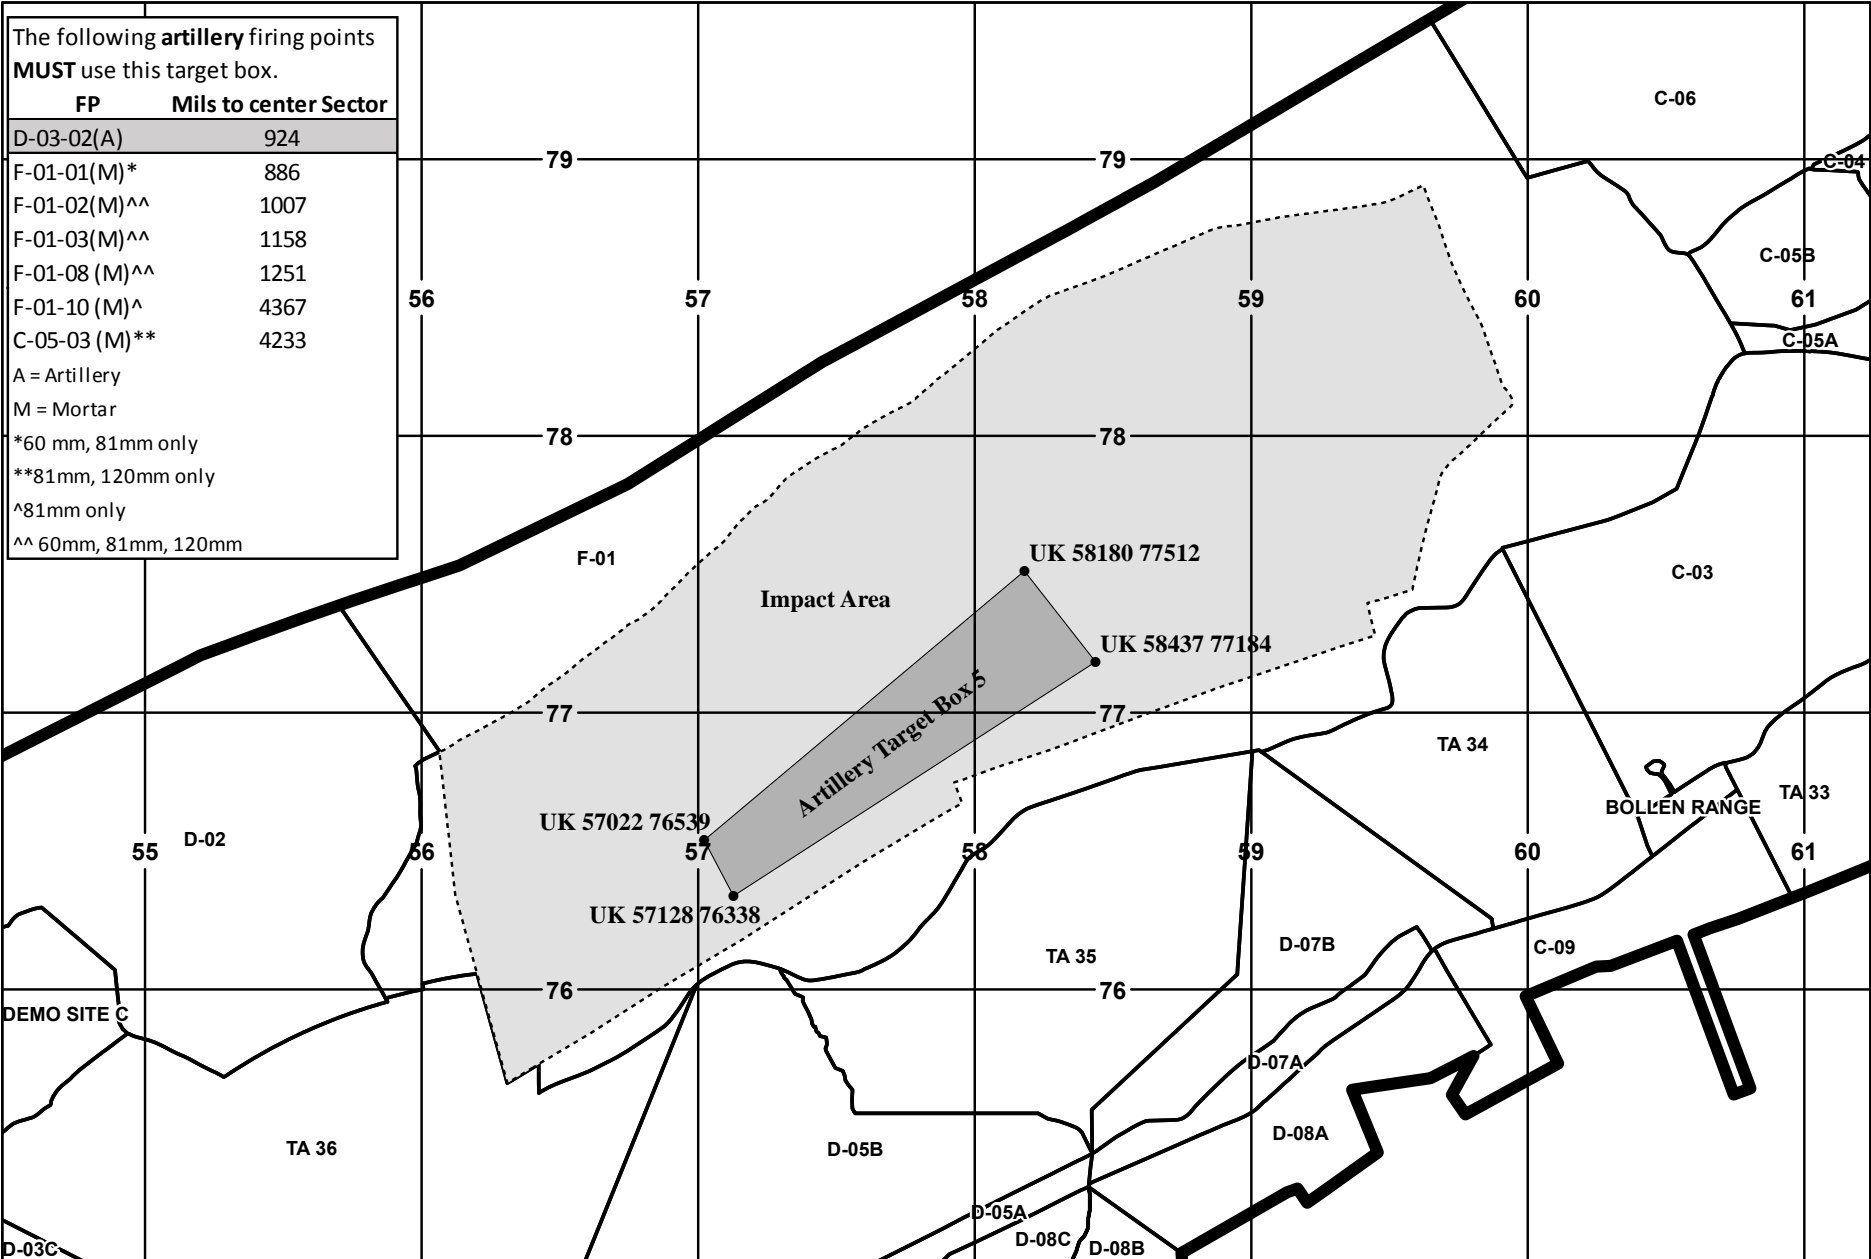 The following artillery firing points
MUST use this target box.
FP Mils to center Sector
D-03-02(A) 924
F-01-01(M)* 886
F-01-02(M)^^ 1007
F-01-03(M)^^ 1158
F-01-08 (M)^^ 1251
F-01-10 (M)^ 4367
C-05-03 (M)** 4233
A = Artillery
M = Mortar
*60 mm, 81mm only
**81mm, 120mm only
^81mm only
^^ 60mm, 81mm, 120mm
C-06
79 79
C-04
C-05B
56 57 58 59 60 61
C-05A
78 78
F-01
UK 58180 77512
C-03
Impact Area
UK 58437 77184
Artillery Target Box 5
77 77
TA 34
TA 33
BOLLEN RANGE
UK 57022 76539
D-02
55 56 57 58 59 60 61
UK 57128 76338
D-07B
C-09
TA 35
76 76
DEMO SITE C
D-07A
D-08A
TA 36
D-05B
D-05A
D-08C
D-08B
D-03C